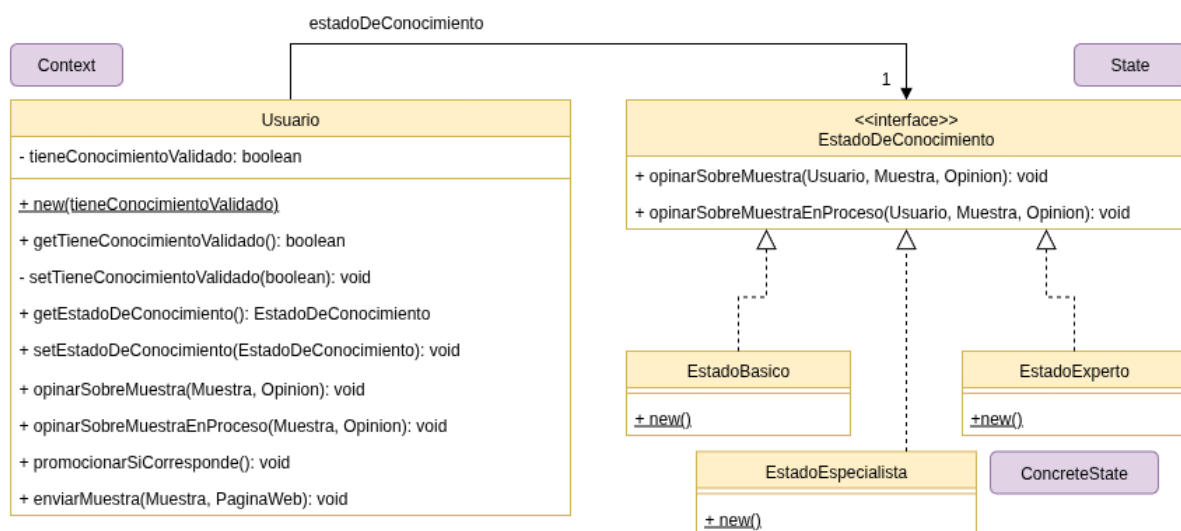 estadoDeConocimiento
Context
State
1
Usuario
- tieneConocimientoValidado: boolean
+ new(tieneConocimientoValidado)
+ getTieneConocimientoValidado(): boolean
- setTieneConocimientoValidado(boolean): void
+ getEstadoDeConocimiento(): EstadoDeConocimiento
+ setEstadoDeConocimiento(EstadoDeConocimiento): void
+ opinarSobreMuestra(Muestra, Opinion): void
+ opinarSobreMuestraEnProceso(Muestra, Opinion): void
+ promocionarSiCorresponde(): void
+ enviarMuestra(Muestra, PaginaWeb): void
<<interface>>
EstadoDeConocimiento
+ opinarSobreMuestra(Usuario, Muestra, Opinion): void
+ opinarSobreMuestraEnProceso(Usuario, Muestra, Opinion): void
EstadoBasico
+ new()
EstadoExperto
+new()
EstadoEspecialista
+ new()
ConcreteState